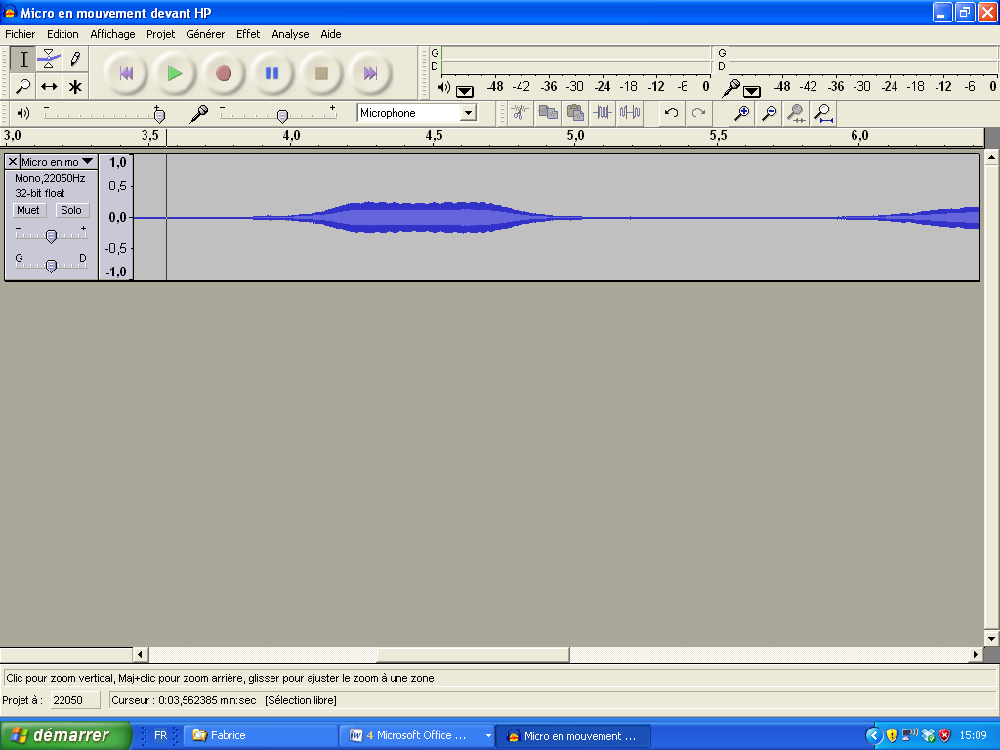 Micro en mouvement devant HP
Fichier Edition Affichage Projet Générer Effet Analyse Aide
G
D
-48 -42 -36 -30 -24 -18 -12 -6 0
G
D
-48 -42 -36 -30 -24 -18 -12 -6 0
- +
- +
Microphone
3,0 3,5 4,0 4,5 5,0 5,5 6,0
Micro en mo
Mono,22050Hz
32-bit float
Muet Solo
- +
G D
1,0
0,5
0,0
-0,5
-1,0
Clic pour zoom vertical, Maj+clic pour zoom arrière, glisser pour ajuster le zoom à une zone
Projet à : 22050 Curseur : 0:03,562385 min:sec [Sélection libre]
démarrer FR Fabrice 4 Microsoft Office ... Micro en mouvement ... 15:09